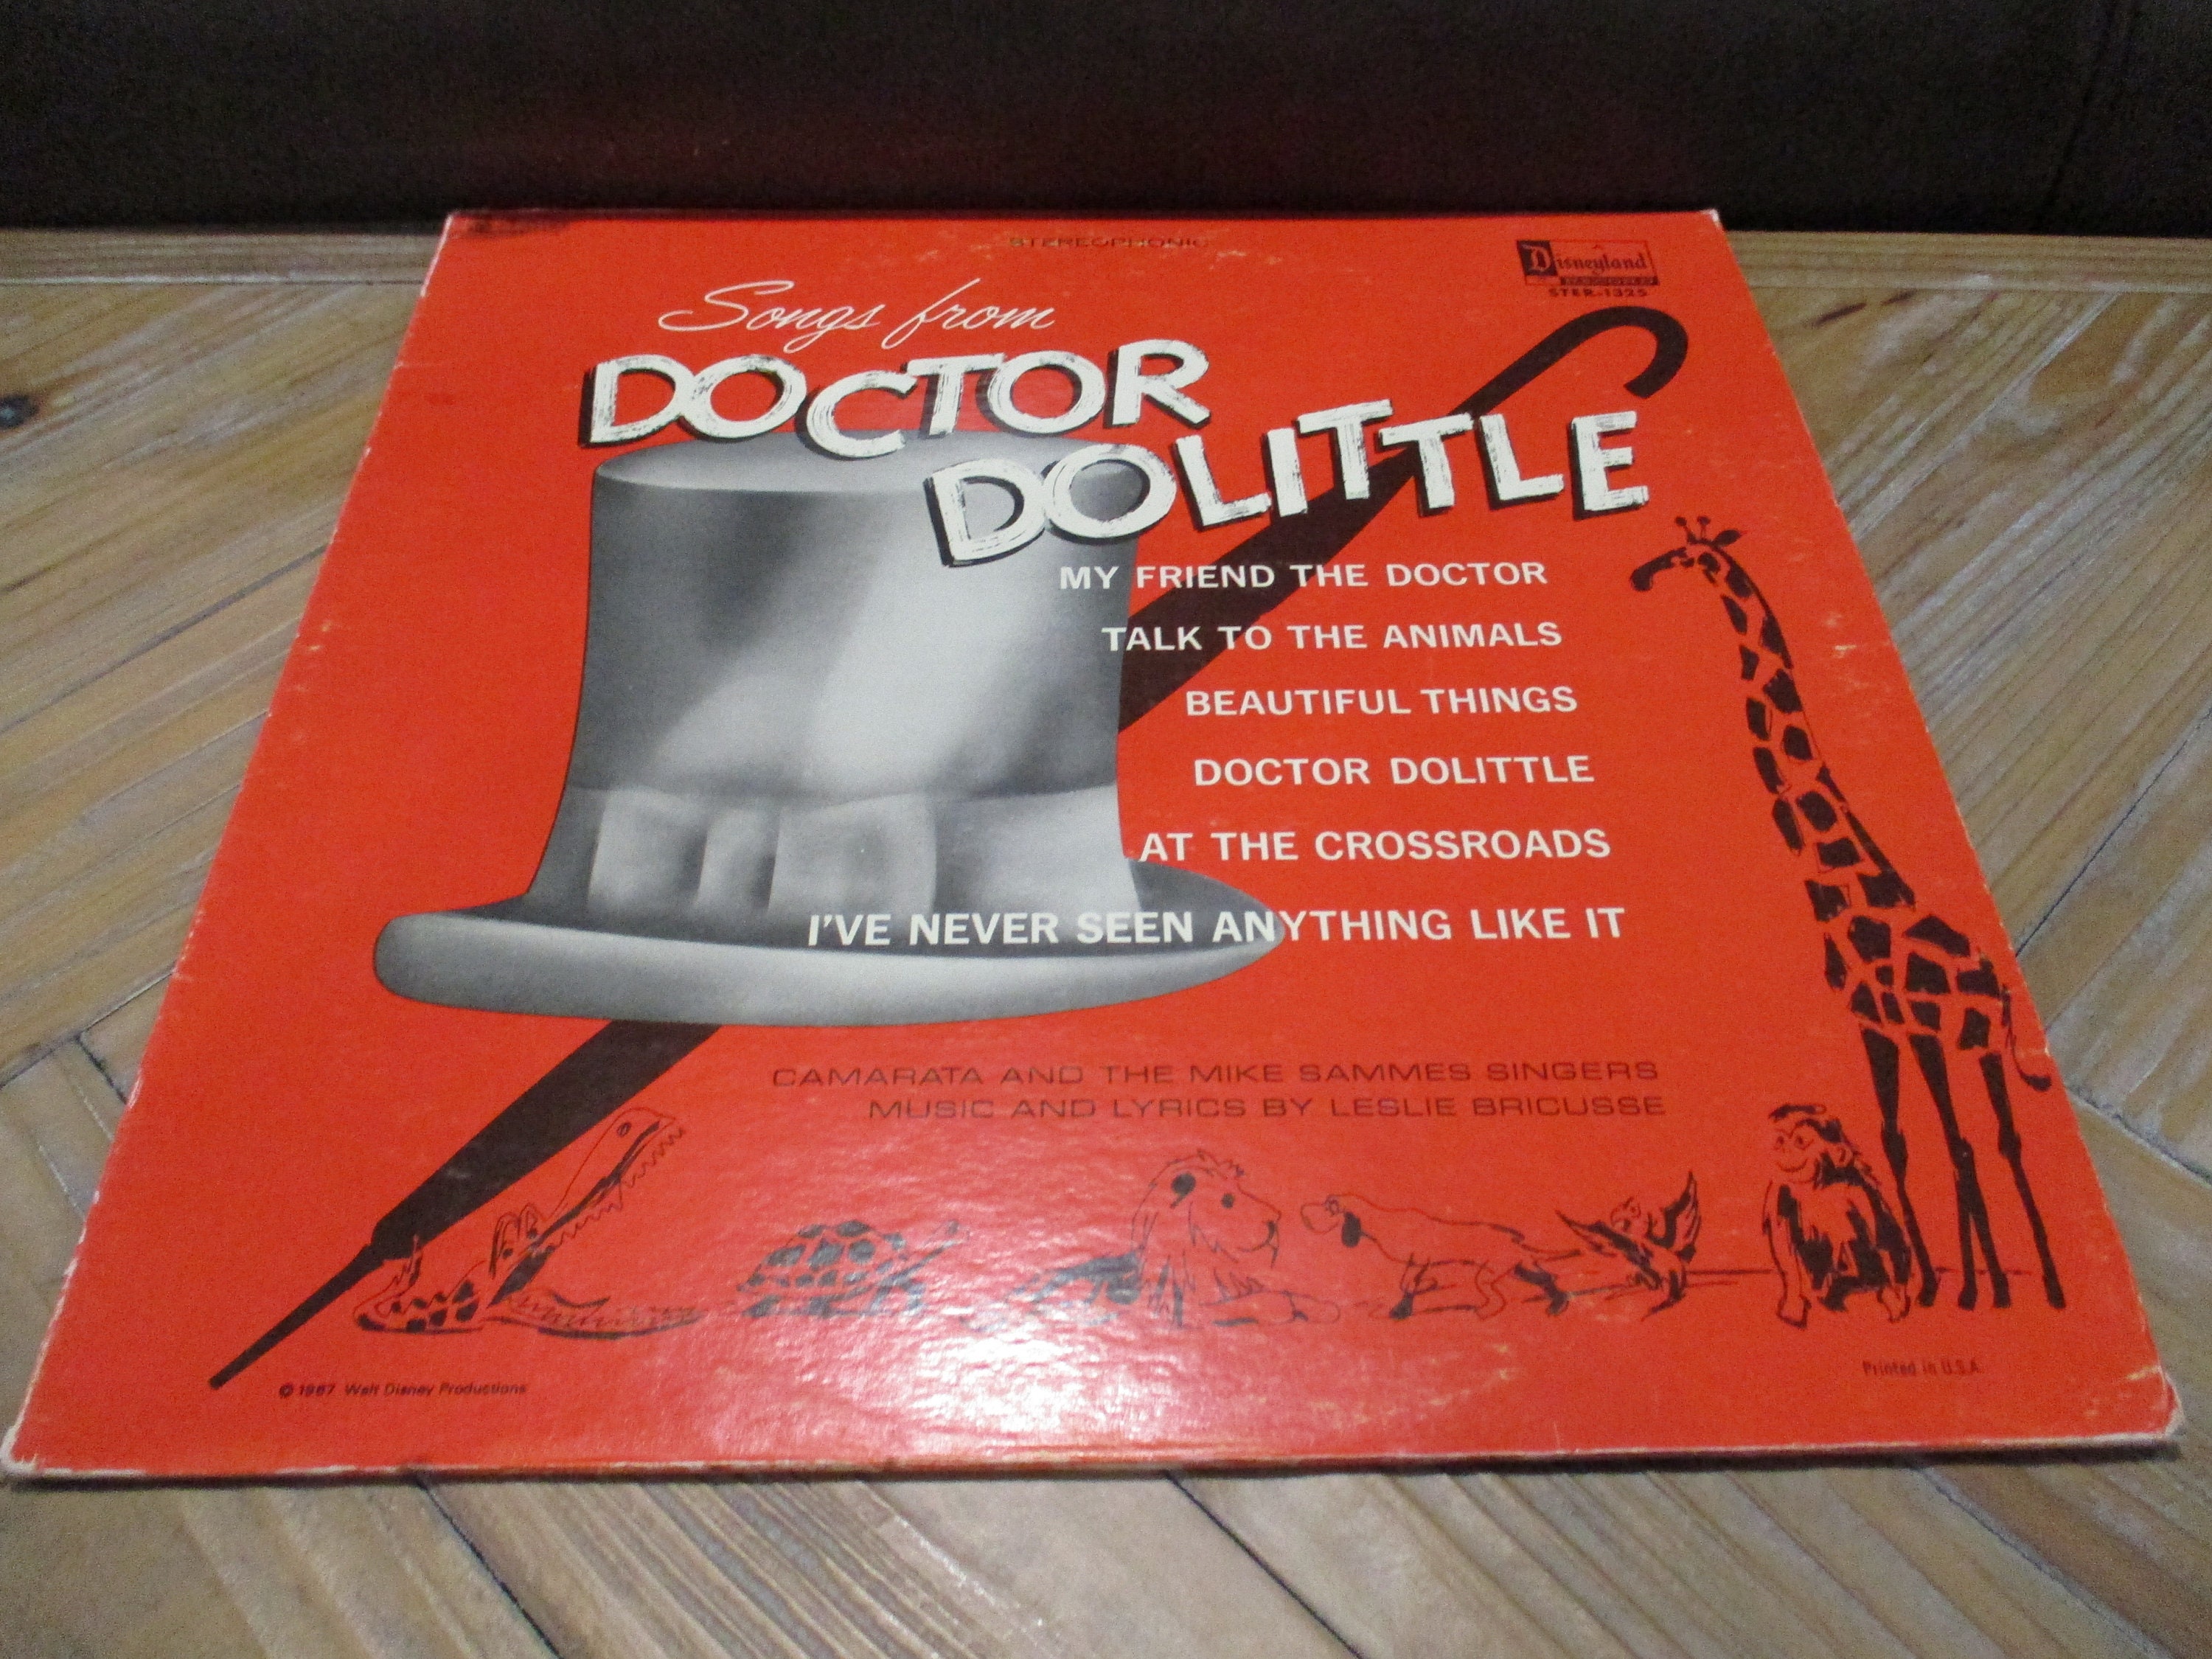 STEREOPHONIC
Disneyland
RECORD
STER-1325
Songs from
DOCTOR
DOLITTLE
MY FRIEND THE DOCTOR
TALK TO THE ANIMALS
BEAUTIFUL THINGS
DOCTOR DOLITTLE
AT THE CROSSROADS
I'VE NEVER SEEN ANYTHING LIKE IT
CAMARATA AND THE MIKE SAMMES SINGERS
MUSIC AND LYRICS BY LESLIE BRICUSSE
© 1967 Walt Disney Productions
Printed in U.S.A.